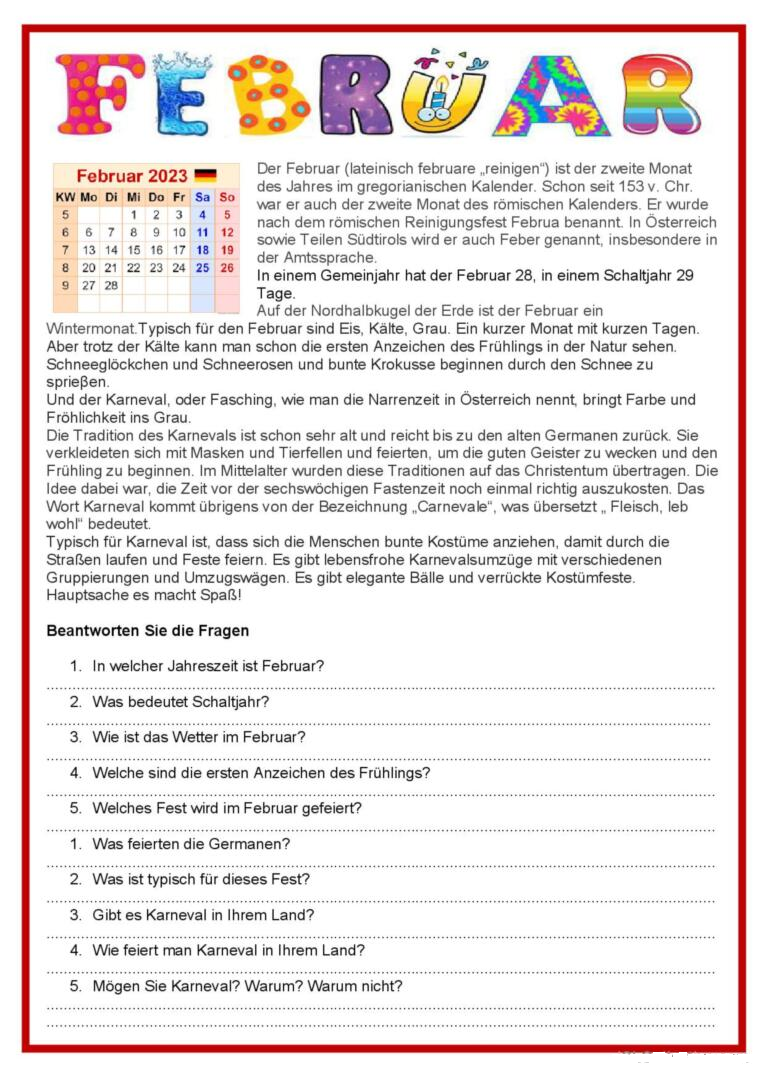 FEBRUAR
Februar 2023
KW Mo Di Mi Do Fr Sa So
5 1 2 3 4 5
6 6 7 8 9 10 11 12
7 13 14 15 16 17 18 19
8 20 21 22 23 24 25 26
9 27 28
Der Februar (lateinisch februare „reinigen“) ist der zweite Monat
des Jahres im gregorianischen Kalender. Schon seit 153 v. Chr.
war er auch der zweite Monat des römischen Kalenders. Er wurde
nach dem römischen Reinigungsfest Februa benannt. In Österreich
sowie Teilen Südtirols wird er auch Feber genannt, insbesondere in
der Amtssprache.
In einem Gemeinjahr hat der Februar 28, in einem Schaltjahr 29
Tage.
Auf der Nordhalbkugel der Erde ist der Februar ein
Wintermonat.Typisch für den Februar sind Eis, Kälte, Grau. Ein kurzer Monat mit kurzen Tagen.
Aber trotz der Kälte kann man schon die ersten Anzeichen des Frühlings in der Natur sehen.
Schneeglöckchen und Schneerosen und bunte Krokusse beginnen durch den Schnee zu
sprießen.
Und der Karneval, oder Fasching, wie man die Narrenzeit in Österreich nennt, bringt Farbe und
Fröhlichkeit ins Grau.
Die Tradition des Karnevals ist schon sehr alt und reicht bis zu den alten Germanen zurück. Sie
verkleideten sich mit Masken und Tierfellen und feierten, um die guten Geister zu wecken und den
Frühling zu beginnen. Im Mittelalter wurden diese Traditionen auf das Christentum übertragen. Die
Idee dabei war, die Zeit vor der sechswöchigen Fastenzeit noch einmal richtig auszukosten. Das
Wort Karneval kommt übrigens von der Bezeichnung „Carnevale“, was übersetzt „ Fleisch, leb
wohl“ bedeutet.
Typisch für Karneval ist, dass sich die Menschen bunte Kostüme anziehen, damit durch die
Straßen laufen und Feste feiern. Es gibt lebensfrohe Karnevalsumzüge mit verschiedenen
Gruppierungen und Umzugswägen. Es gibt elegante Bälle und verrückte Kostümfeste.
Hauptsache es macht Spaß!
Beantworten Sie die Fragen
1. In welcher Jahreszeit ist Februar?
2. Was bedeutet Schaltjahr?
3. Wie ist das Wetter im Februar?
4. Welche sind die ersten Anzeichen des Frühlings?
5. Welches Fest wird im Februar gefeiert?
1. Was feierten die Germanen?
2. Was ist typisch für dieses Fest?
3. Gibt es Karneval in Ihrem Land?
4. Wie feiert man Karneval in Ihrem Land?
5. Mögen Sie Karneval? Warum? Warum nicht?